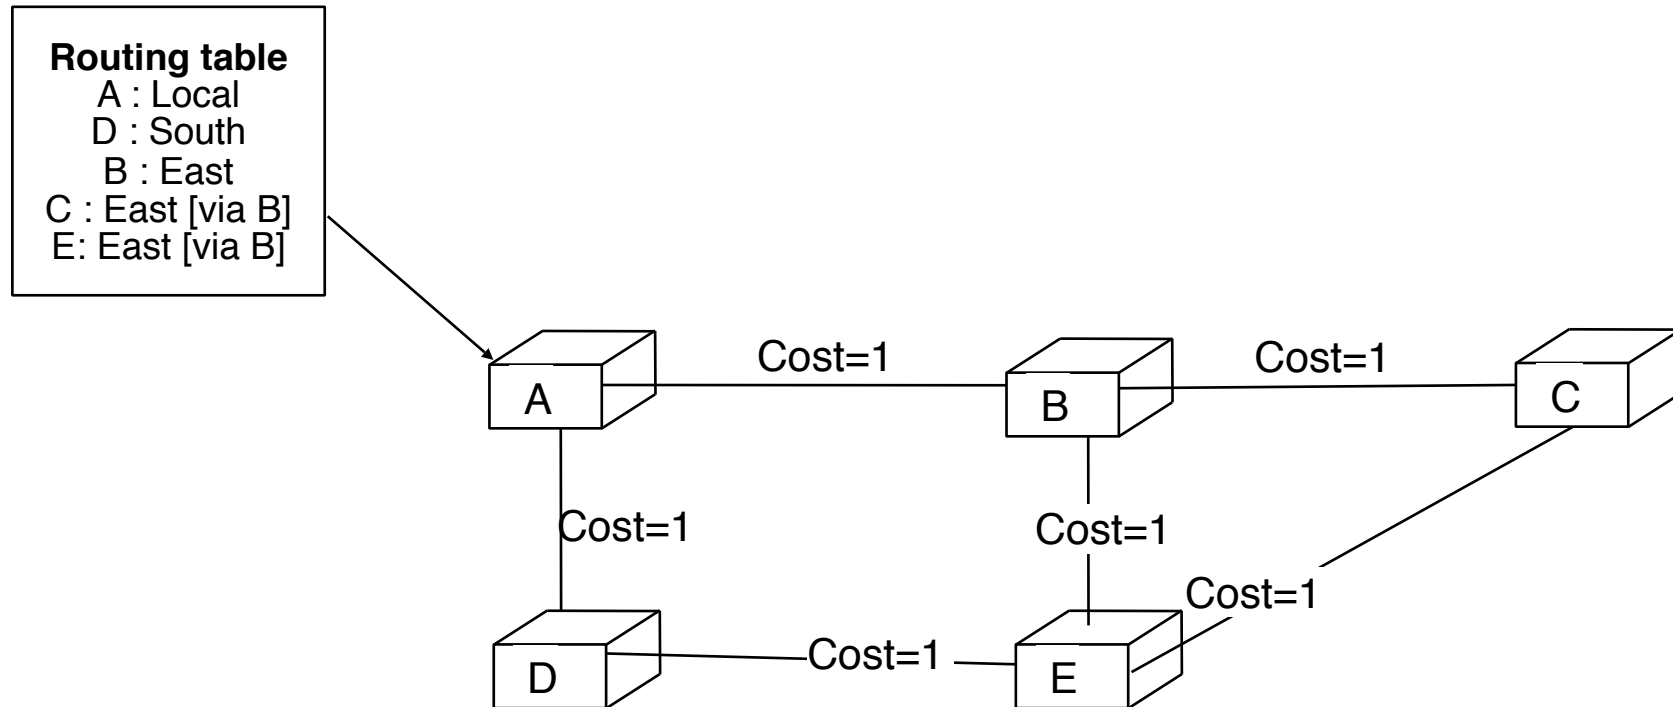 Routing table
A : Local
D : South
B : East
C : East [via B]
E: East [via B]
Cost=1
Cost=1
A
B
C
Cost=1
Cost=1
Cost=1
Cost=1
D
E